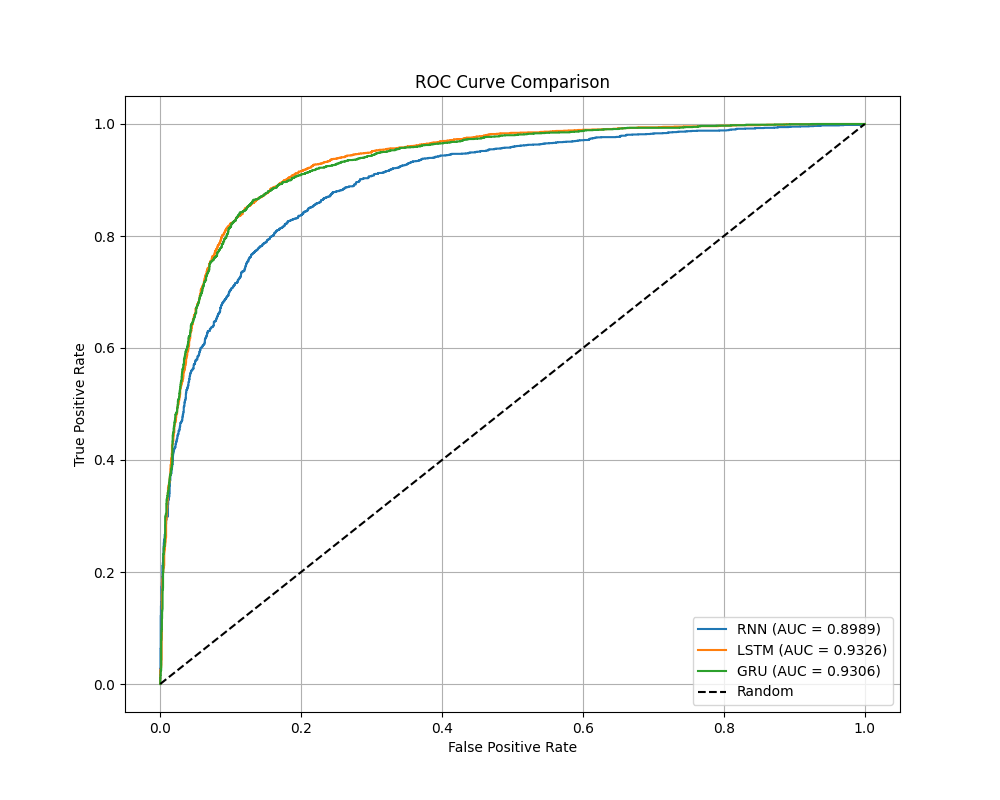 ROC Curve Comparison
True Positive Rate
1.0
0.8
0.6
0.4
0.2
0.0
RNN (AUC = 0.8989)
LSTM (AUC = 0.9326)
GRU (AUC = 0.9306)
Random
0.0 0.2 0.4 0.6 0.8 1.0
False Positive Rate